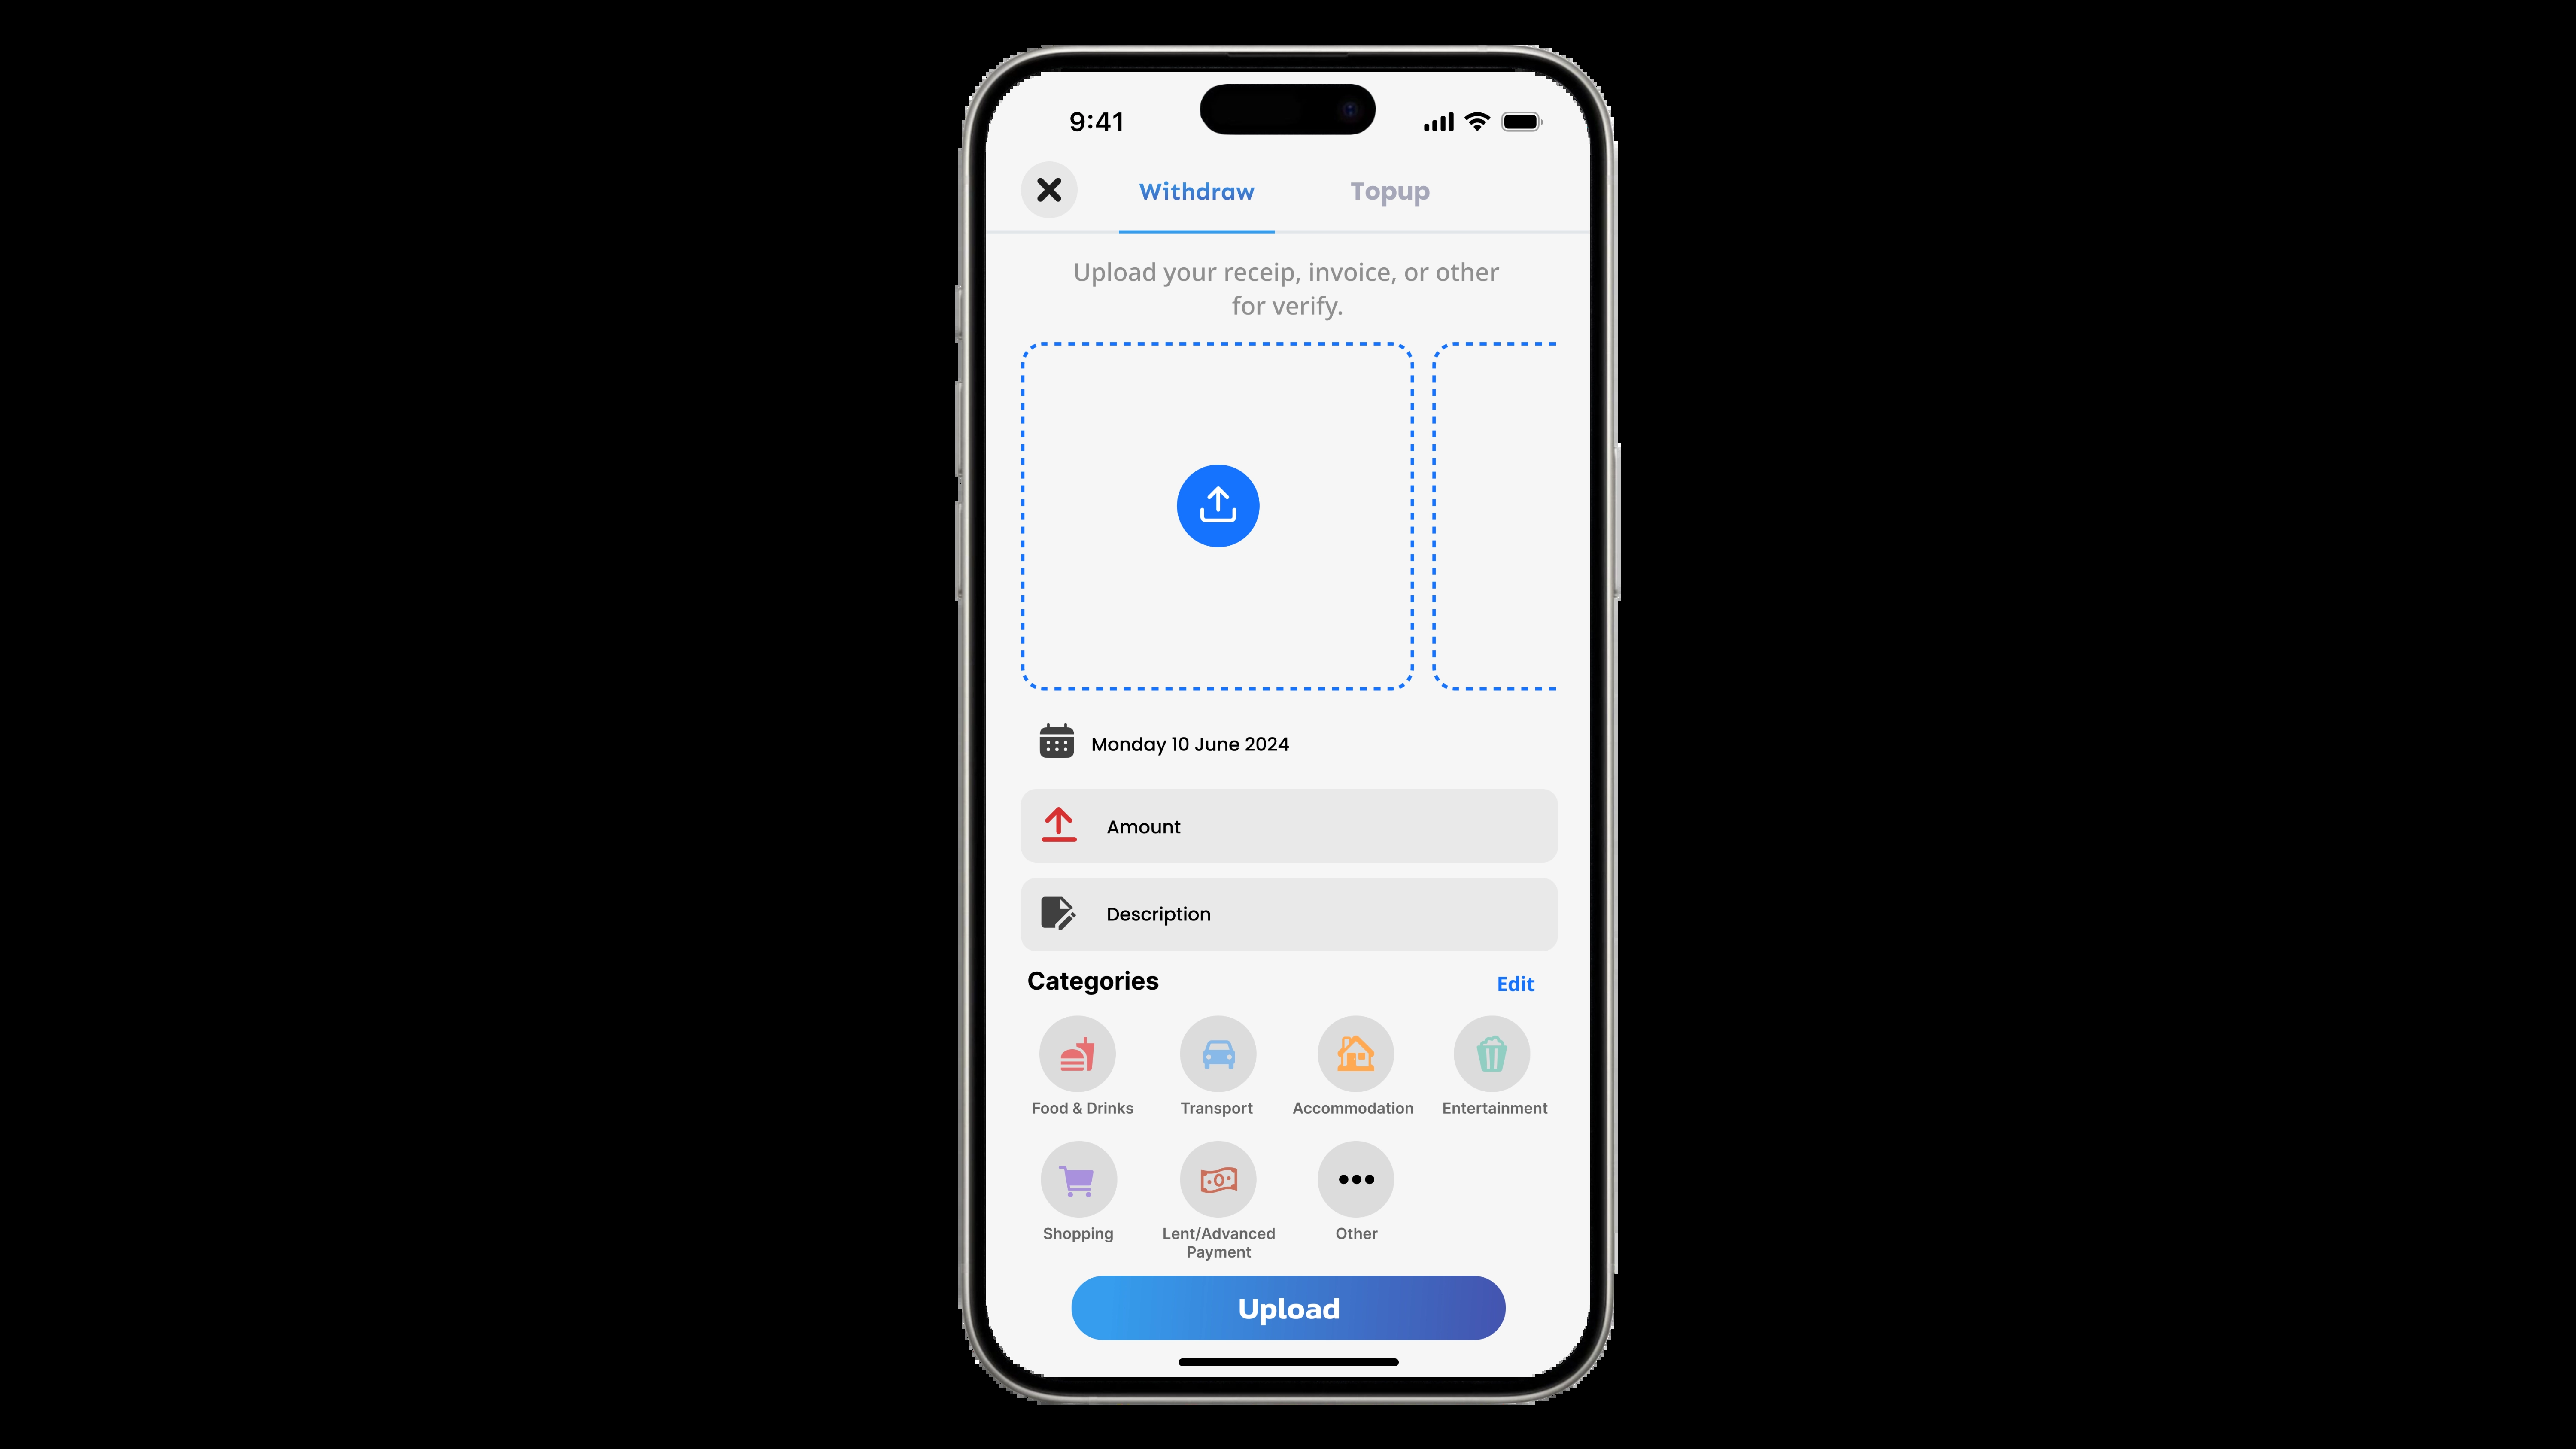 9:41
Withdraw
Topup
Upload your receip, invoice, or other
for verify.
Monday 10 June 2024
Amount
Description
Categories
Edit
Food & Drinks
Transport
Accommodation
Entertainment
Shopping
Lent/Advanced
Payment
Other
Upload